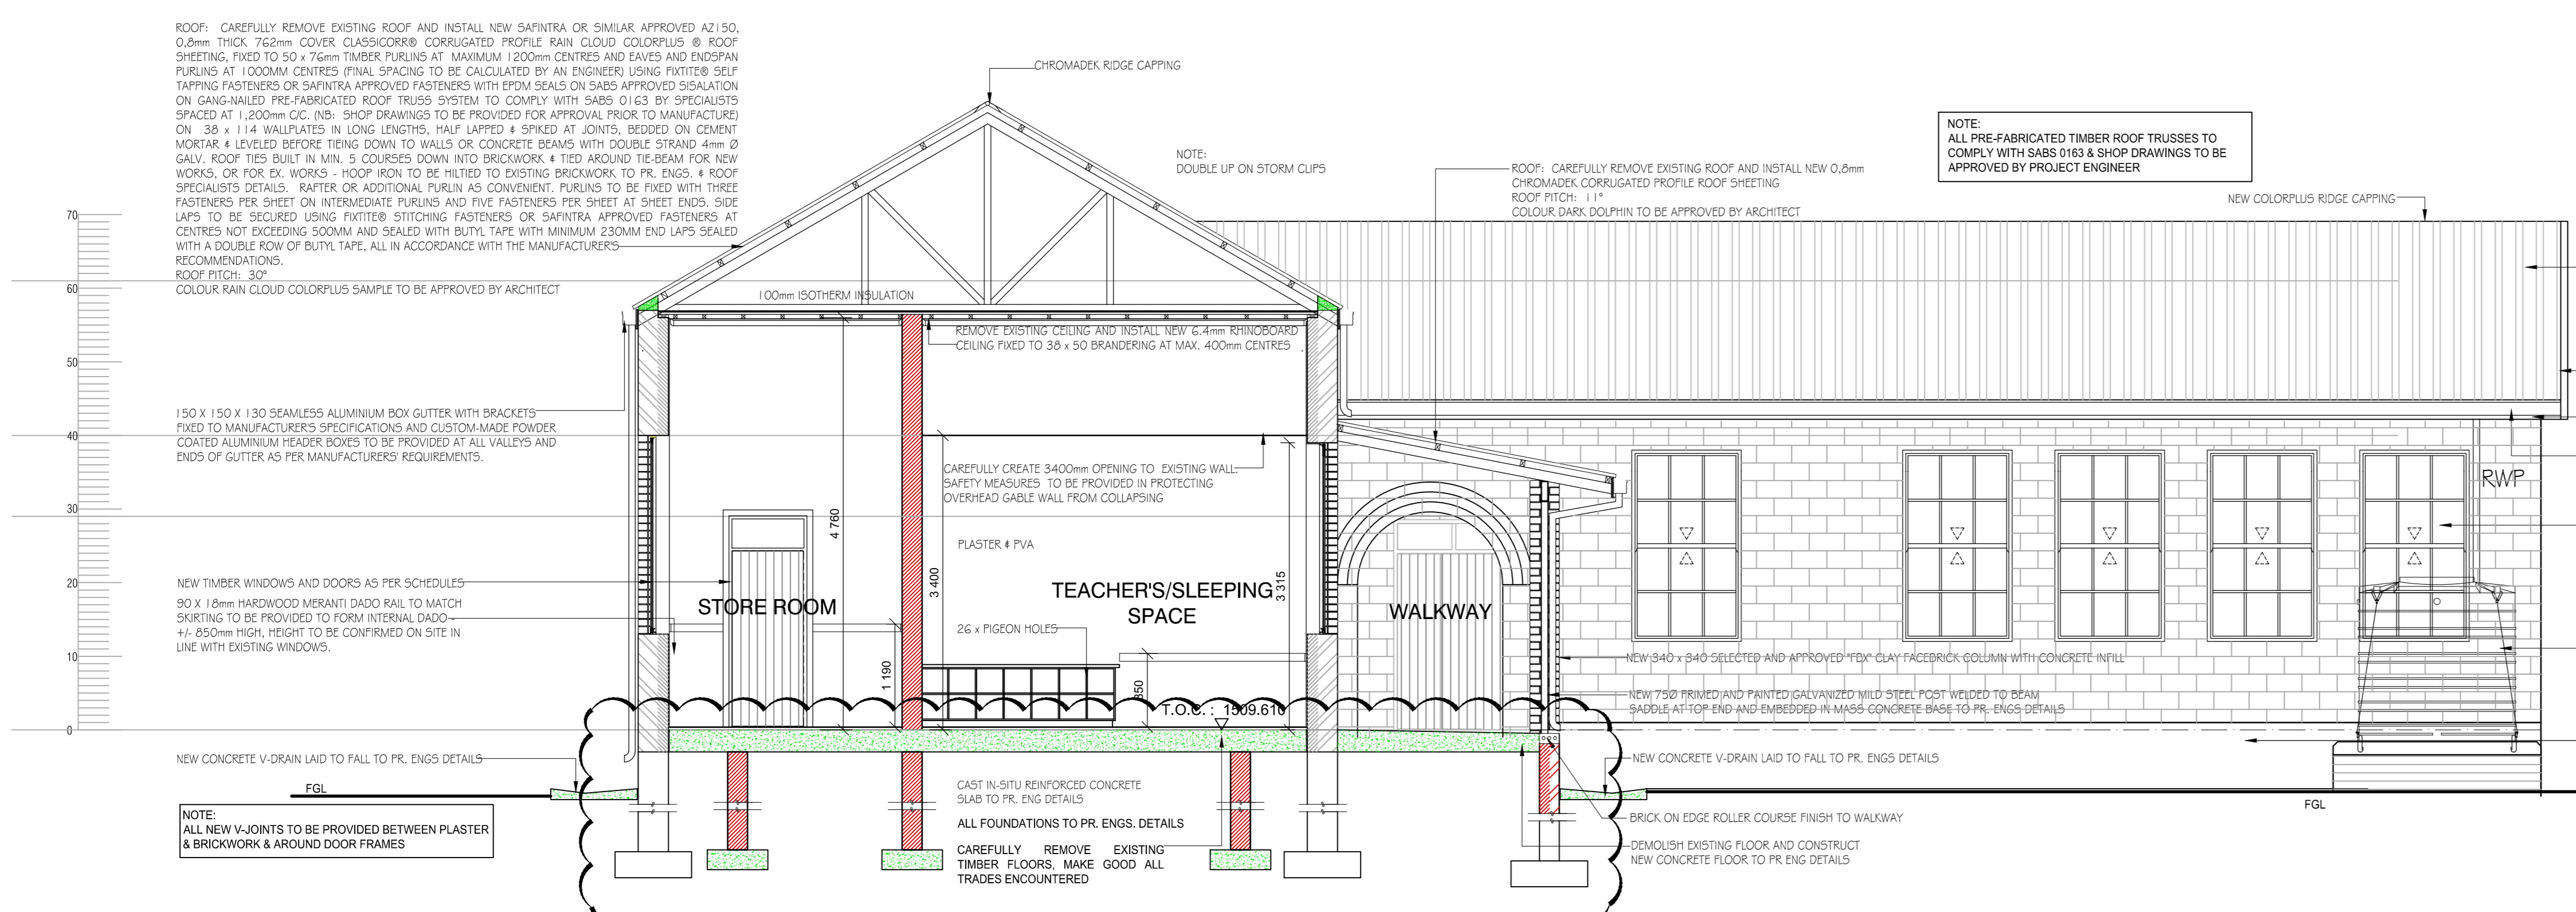 ROOF: CAREFULLY REMOVE EXISTING ROOF AND INSTALL NEW SAFINTRA OR SIMILAR APPROVED AZ150,
0,8mm THICK 762mm COVER CLASSICORR® CORRUGATED PROFILE RAIN CLOUD COLORPLUS ® ROOF
SHEETING, FIXED TO 50 x 76mm TIMBER PURLINS AT MAXIMUM 1200mm CENTRES AND EAVES AND ENDSPAN
PURLINS AT 1000MM CENTRES (FINAL SPACING TO BE CALCULATED BY AN ENGINEER) USING FIXTITE® SELF
TAPPING FASTENERS OR SAFINTRA APPROVED FASTENERS WITH EPDM SEALS ON SABS APPROVED SISALATION
ON GANG-NAILED PRE-FABRICATED ROOF TRUSS SYSTEM TO COMPLY WITH SABS 0163 BY SPECIALISTS
SPACED AT 1,200mm C/C. (NB: SHOP DRAWINGS TO BE PROVIDED FOR APPROVAL PRIOR TO MANUFACTURE)
ON 38 x 114 WALLPLATES IN LONG LENGTHS, HALF LAPPED & SPIKED AT JOINTS, BEDDED ON CEMENT
MORTAR & LEVELED BEFORE TIEING DOWN TO WALLS OR CONCRETE BEAMS WITH DOUBLE STRAND 4mm Ø
GALV. ROOF TIES BUILT IN MIN. 5 COURSES DOWN INTO BRICKWORK & TIED AROUND TIE-BEAM FOR NEW
WORKS, OR FOR EX. WORKS - HOOP IRON TO BE HILTIED TO EXISTING BRICKWORK TO PR. ENGS. & ROOF
SPECIALISTS DETAILS. RAFTER OR ADDITIONAL PURLIN AS CONVENIENT. PURLINS TO BE FIXED WITH THREE
FASTENERS PER SHEET ON INTERMEDIATE PURLINS AND FIVE FASTENERS PER SHEET AT SHEET ENDS. SIDE
LAPS TO BE SECURED USING FIXTITE® STITCHING FASTENERS OR SAFINTRA APPROVED FASTENERS AT
CENTRES NOT EXCEEDING 500MM AND SEALED WITH BUTYL TAPE WITH MINIMUM 230MM END LAPS SEALED
WITH A DOUBLE ROW OF BUTYL TAPE, ALL IN ACCORDANCE WITH THE MANUFACTURER'S
RECOMMENDATIONS.
ROOF PITCH: 30°
COLOUR RAIN CLOUD COLORPLUS SAMPLE TO BE APPROVED BY ARCHITECT
CHROMADEK RIDGE CAPPING
NOTE:
DOUBLE UP ON STORM CLIPS
ROOF: CAREFULLY REMOVE EXISTING ROOF AND INSTALL NEW 0,8mm
CHROMADEK CORRUGATED PROFILE ROOF SHEETING
ROOF PITCH: 11°
COLOUR DARK DOLPHIN TO BE APPROVED BY ARCHITECT
NOTE:
ALL PRE-FABRICATED TIMBER ROOF TRUSSES TO
COMPLY WITH SABS 0163 & SHOP DRAWINGS TO BE
APPROVED BY PROJECT ENGINEER
NEW COLORPLUS RIDGE CAPPING
70
60
50
40
30
20
10
0
100mm ISOTHERM INSULATION
REMOVE EXISTING CEILING AND INSTALL NEW 6.4mm RHINOBOARD
CEILING FIXED TO 38 x 50 BRANDERING AT MAX. 400mm CENTRES
150 X 150 X 130 SEAMLESS ALUMINIUM BOX GUTTER WITH BRACKETS
FIXED TO MANUFACTURER'S SPECIFICATIONS AND CUSTOM-MADE POWDER
COATED ALUMINIUM HEADER BOXES TO BE PROVIDED AT ALL VALLEYS AND
ENDS OF GUTTER AS PER MANUFACTURERS' REQUIREMENTS.
CAREFULLY CREATE 3400mm OPENING TO EXISTING WALL.
SAFETY MEASURES TO BE PROVIDED IN PROTECTING
OVERHEAD GABLE WALL FROM COLLAPSING
RWP
4 760
PLASTER & PVA
3 400
3 315
NEW TIMBER WINDOWS AND DOORS AS PER SCHEDULES
90 X 18mm HARDWOOD MERANTI DADO RAIL TO MATCH
SKIRTING TO BE PROVIDED TO FORM INTERNAL DADO -
+/- 850mm HIGH, HEIGHT TO BE CONFIRMED ON SITE IN
LINE WITH EXISTING WINDOWS.
STORE ROOM
TEACHER'S/SLEEPING
SPACE
WALKWAY
26 x PIGEON HOLES
1 190
850
T.O.C. : 1509.610
NEW 340 x 340 SELECTED AND APPROVED "FBX" CLAY FACEBRICK COLUMN WITH CONCRETE INFILL
NEW 75Ø PRIMED AND PAINTED GALVANIZED MILD STEEL POST WELDED TO BEAM
SADDLE AT TOP END AND EMBEDDED IN MASS CONCRETE BASE TO PR. ENGS DETAILS
NEW CONCRETE V-DRAIN LAID TO FALL TO PR. ENGS DETAILS
FGL
NOTE:
ALL NEW V-JOINTS TO BE PROVIDED BETWEEN PLASTER
& BRICKWORK & AROUND DOOR FRAMES
CAST IN-SITU REINFORCED CONCRETE
SLAB TO PR. ENG DETAILS
ALL FOUNDATIONS TO PR. ENGS. DETAILS
CAREFULLY REMOVE EXISTING
TIMBER FLOORS, MAKE GOOD ALL
TRADES ENCOUNTERED
NEW CONCRETE V-DRAIN LAID TO FALL TO PR. ENGS DETAILS
FGL
BRICK ON EDGE ROLLER COURSE FINISH TO WALKWAY
DEMOLISH EXISTING FLOOR AND CONSTRUCT
NEW CONCRETE FLOOR TO PR ENG DETAILS